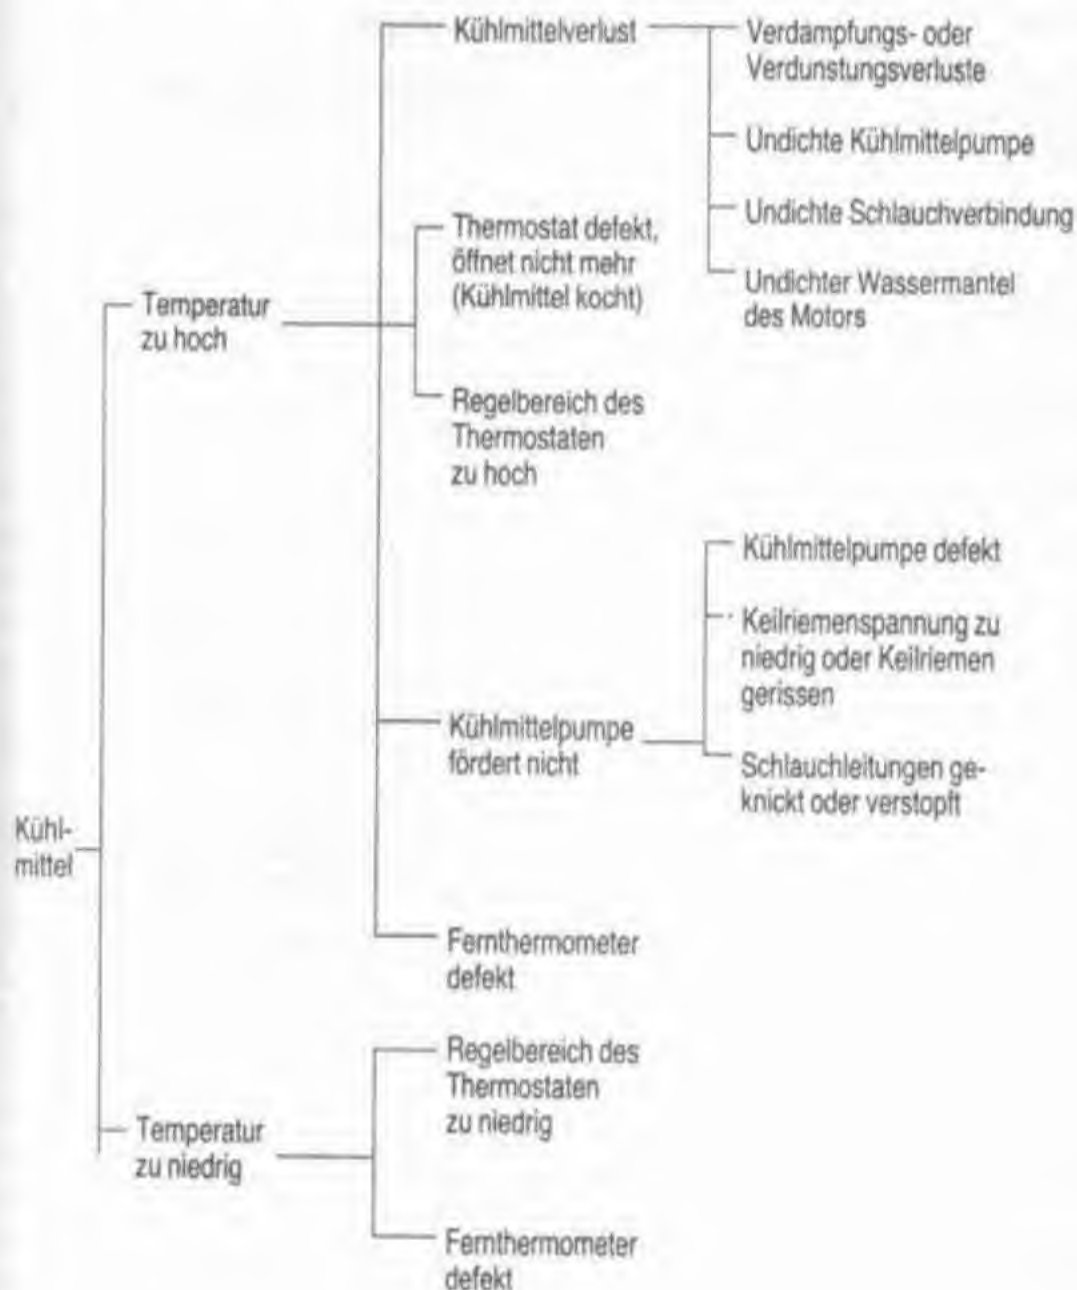 Kühlmittelverlust
Verdampfungs- oder
Verdunstungsverluste
Undichte Kühlmittelpumpe
Undichte Schlauchverbindung
Undichter Wassermantel
des Motors
Thermostat defekt,
öffnet nicht mehr
(Kühlmittel kocht)
Temperatur
zu hoch
Regelbereich des
Thermostaten
zu hoch
Kühlmittelpumpe defekt
Keilriemenspannung zu
niedrig oder Keilriemen
gerissen
Kühlmittelpumpe
fördert nicht
Schlauchleitungen ge-
knickt oder verstopft
Kühl-
mittel
Fernthermometer
defekt
Regelbereich des
Thermostaten
zu niedrig
Temperatur
zu niedrig
Fernthermometer
defekt